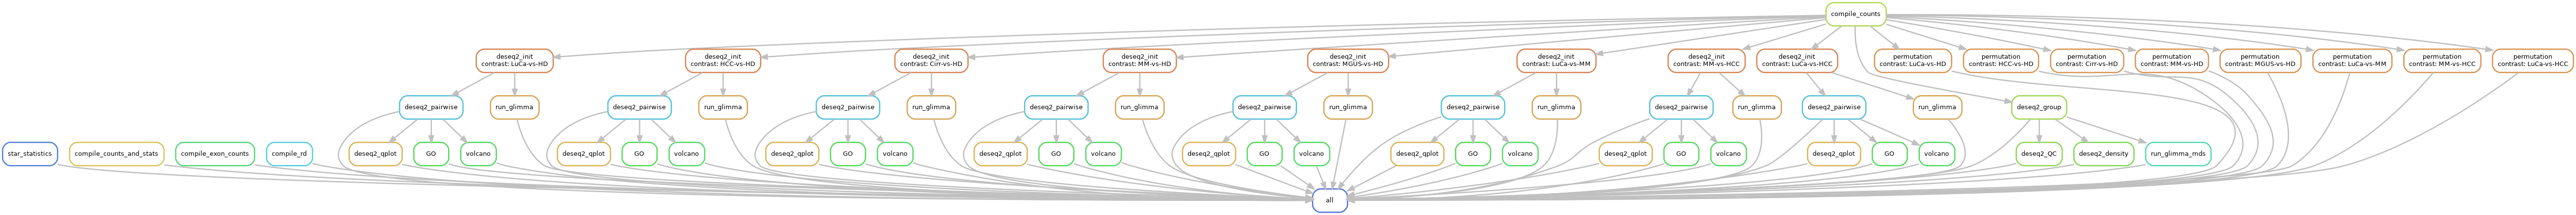 compile_counts
deseq2_init
contrast: LuCa-vs-HD
deseq2_init
contrast: HCC-vs-HD
deseq2_init
contrast: Cirr-vs-HD
deseq2_init
contrast: MM-vs-HD
deseq2_init
contrast: MGUS-vs-HD
deseq2_init
contrast: LuCa-vs-MM
deseq2_init
contrast: MM-vs-HCC
deseq2_init
contrast: LuCa-vs-HCC
permutation
contrast: LuCa-vs-HD
permutation
contrast: HCC-vs-HD
permutation
contrast: Cirr-vs-HD
permutation
contrast: MM-vs-HD
permutation
contrast: MGUS-vs-HD
permutation
contrast: LuCa-vs-MM
permutation
contrast: MM-vs-HCC
permutation
contrast: LuCa-vs-HCC
deseq2_pairwise
run_glimma
deseq2_pairwise
run_glimma
deseq2_pairwise
run_glimma
deseq2_pairwise
run_glimma
deseq2_pairwise
run_glimma
deseq2_pairwise
run_glimma
deseq2_pairwise
run_glimma
deseq2_pairwise
run_glimma
deseq2_group
star_statistics
compile_counts_and_stats
compile_exon_counts
compile_rd
deseq2_qplot
GO
volcano
deseq2_qplot
GO
volcano
deseq2_qplot
GO
volcano
deseq2_qplot
GO
volcano
deseq2_qplot
GO
volcano
deseq2_qplot
GO
volcano
deseq2_qplot
GO
volcano
deseq2_qplot
GO
volcano
deseq2_QC
deseq2_density
run_glimma_mds
all